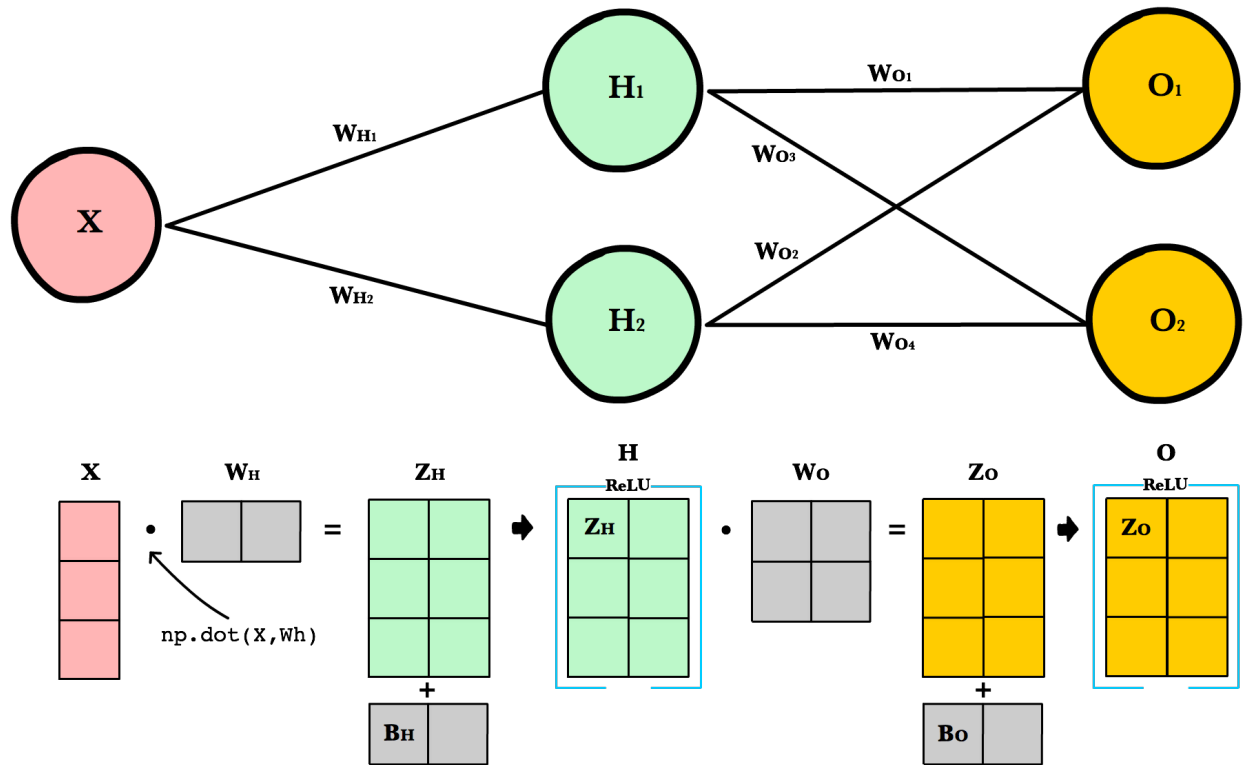 H₁
Wo₁
O₁
WH₁
Wo₃
X
Wo₂
WH₂
H₂
O₂
Wo₄
X
WH
ZH
H
Wo
Zo
O
ReLU
ReLU
•
=
ZH
•
=
Zo
np.dot(X,Wh)
+
+
BH
Bo